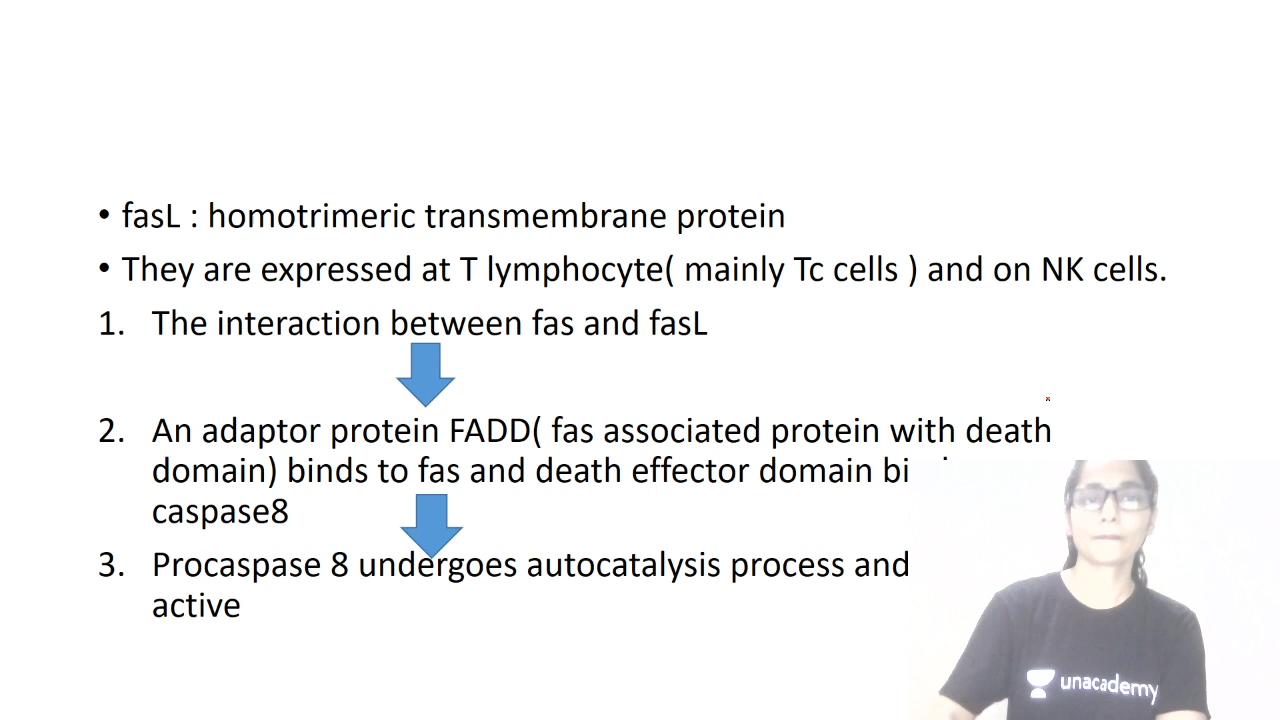 • fasL : homotrimeric transmembrane protein
• They are expressed at T lymphocyte( mainly Tc cells ) and on NK cells.
1. The interaction between fas and fasL
2. An adaptor protein FADD( fas associated protein with death
domain) binds to fas and death effector domain
caspase8
3. Procaspase 8 undergoes autocatalysis process and
active
unacademy